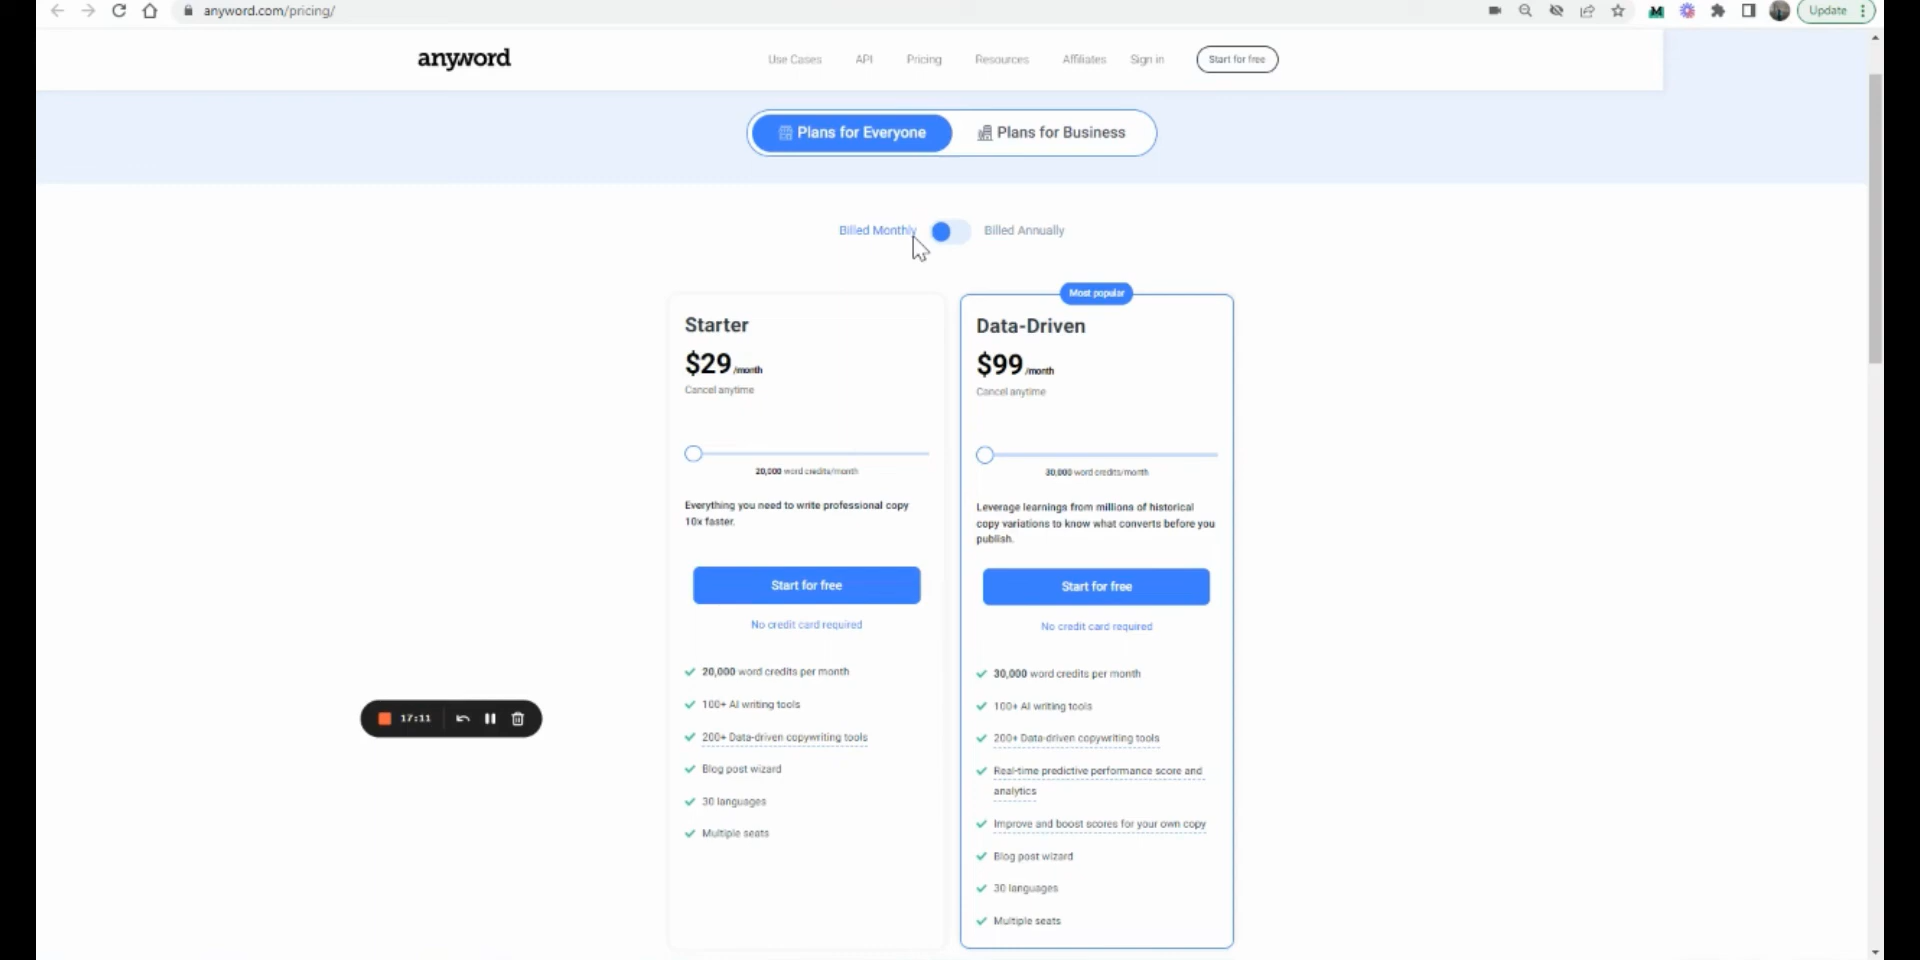 anyword.com/pricing/
Update
anyword
Use Cases
API
Pricing
Resources
Affiliates
Sign in
Start for free
Plans for Everyone
Plans for Business
Billed Monthly
Billed Annually
Starter
$29 /month
Cancel anytime
20,000 word credits/month
Everything you need to write professional copy
10x faster.
Start for free
No credit card required
20,000 word credits per month
100+ AI writing tools
200+ Data-driven copywriting tools
Blog post wizard
30 languages
Multiple seats
Most popular
Data-Driven
$99 /month
Cancel anytime
30,000 word credits/month
Leverage learnings from millions of historical
copy variations to know what converts before you
publish.
Start for free
No credit card required
30,000 word credits per month
100+ AI writing tools
200+ Data-driven copywriting tools
Real-time predictive performance score and
analytics
Improve and boost scores for your own copy
Blog post wizard
30 languages
Multiple seats
17:11